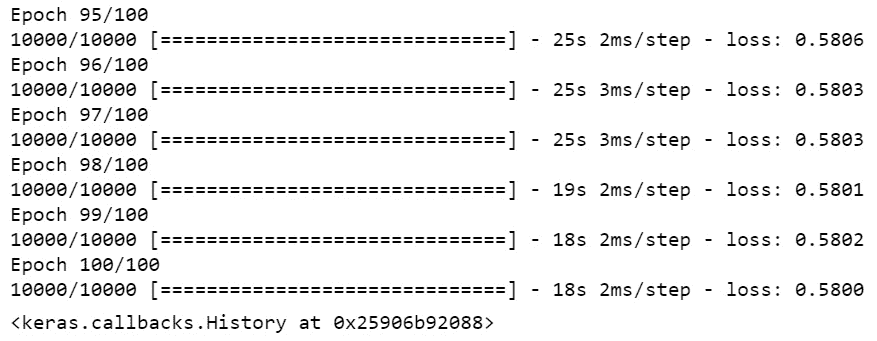 Epoch 95/100
10000/10000 [==============================] - 25s 2ms/step - loss: 0.5806
Epoch 96/100
10000/10000 [==============================] - 25s 3ms/step - loss: 0.5803
Epoch 97/100
10000/10000 [==============================] - 25s 3ms/step - loss: 0.5803
Epoch 98/100
10000/10000 [==============================] - 19s 2ms/step - loss: 0.5801
Epoch 99/100
10000/10000 [==============================] - 18s 2ms/step - loss: 0.5802
Epoch 100/100
10000/10000 [==============================] - 18s 2ms/step - loss: 0.5800
<keras.callbacks.History at 0x25906b92088>